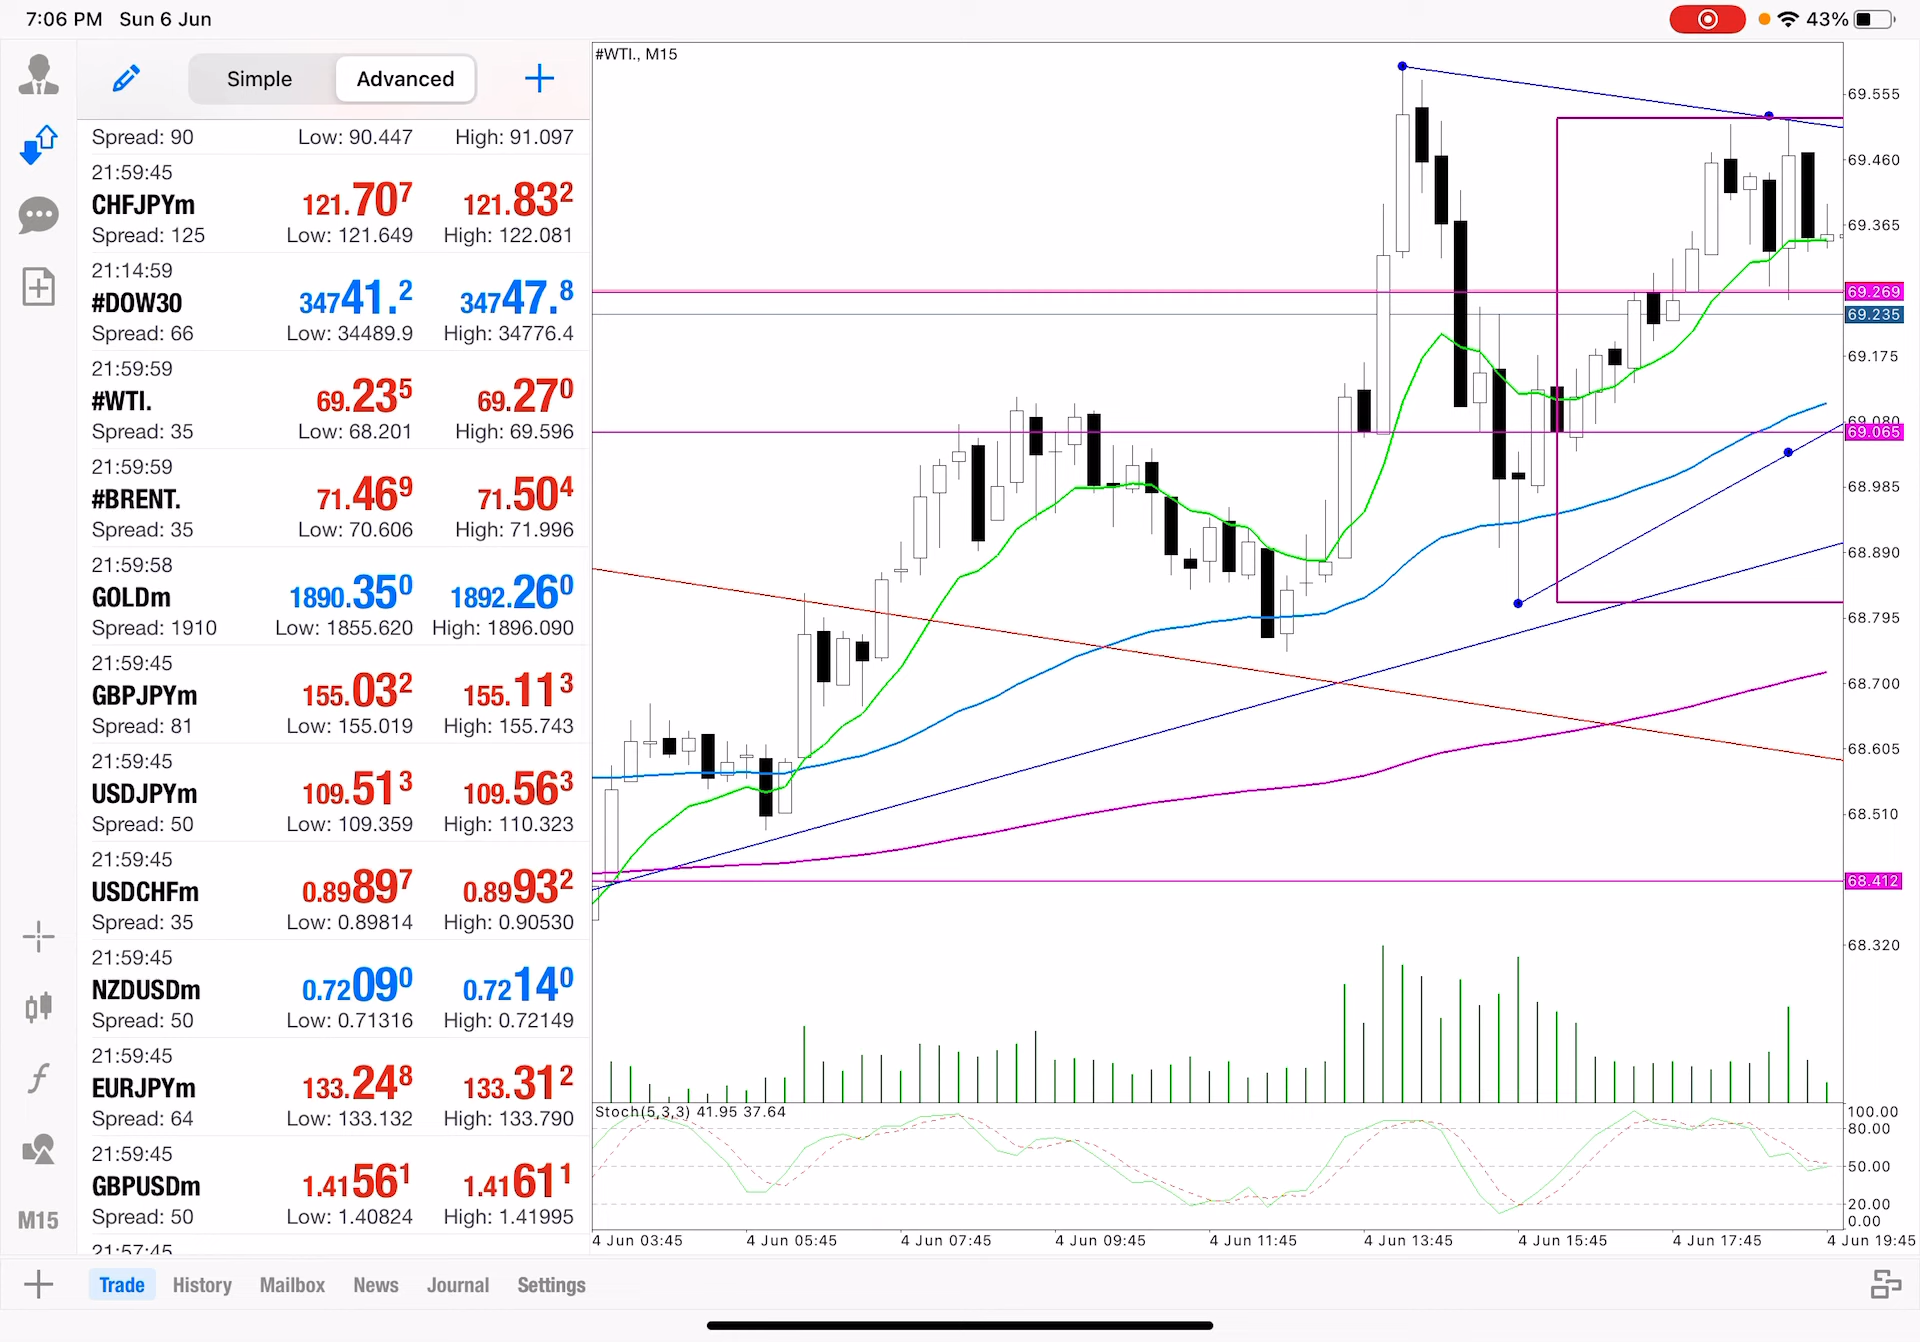 7:06 PM Sun 6 Jun
43%
Simple Advanced
Spread: 90 Low: 90.447 High: 91.097
21:59:45
CHFJPYm 121.707 121.832
Spread: 125 Low: 121.649 High: 122.081
21:14:59
#DOW30 34741.2 34747.8
Spread: 66 Low: 34489.9 High: 34776.4
21:59:59
#WTI. 69.235 69.270
Spread: 35 Low: 68.201 High: 69.596
21:59:59
#BRENT. 71.469 71.504
Spread: 35 Low: 70.606 High: 71.996
21:59:58
GOLDm 1890.350 1892.260
Spread: 1910 Low: 1855.620 High: 1896.090
21:59:45
GBPJPYm 155.032 155.113
Spread: 81 Low: 155.019 High: 155.743
21:59:45
USDJPYm 109.513 109.563
Spread: 50 Low: 109.359 High: 110.323
21:59:45
USDCHFm 0.89897 0.89932
Spread: 35 Low: 0.89814 High: 0.90530
21:59:45
NZDUSDm 0.72090 0.72140
Spread: 50 Low: 0.71316 High: 0.72149
21:59:45
EURJPYm 133.248 133.312
Spread: 64 Low: 133.132 High: 133.790
21:59:45
GBPUSDm 1.41561 1.41611
Spread: 50 Low: 1.40824 High: 1.41995
21:57:45
M15
#WTI., M15
69.555
69.460
69.365
69.269
69.235
69.175
69.080
69.065
68.985
68.890
68.795
68.700
68.605
68.510
68.412
68.320
Stoch(5,3,3) 41.95 37.64
100.00
80.00
50.00
20.00
0.00
4 Jun 03:45 4 Jun 05:45 4 Jun 07:45 4 Jun 09:45 4 Jun 11:45 4 Jun 13:45 4 Jun 15:45 4 Jun 17:45 4 Jun 19:45
Trade History Mailbox News Journal Settings